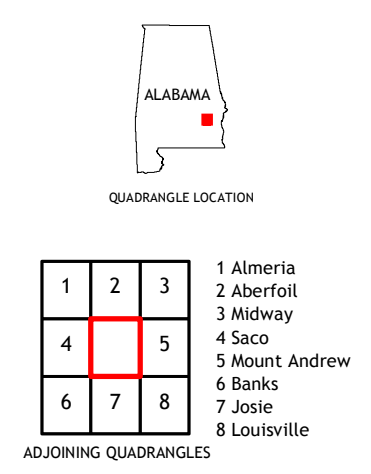 ALABAMA
QUADRANGLE LOCATION
1 2 3
4 5
6 7 8
1 Almeria
2 Aberfoil
3 Midway
4 Saco
5 Mount Andrew
6 Banks
7 Josie
8 Louisville
ADJOINING QUADRANGLES